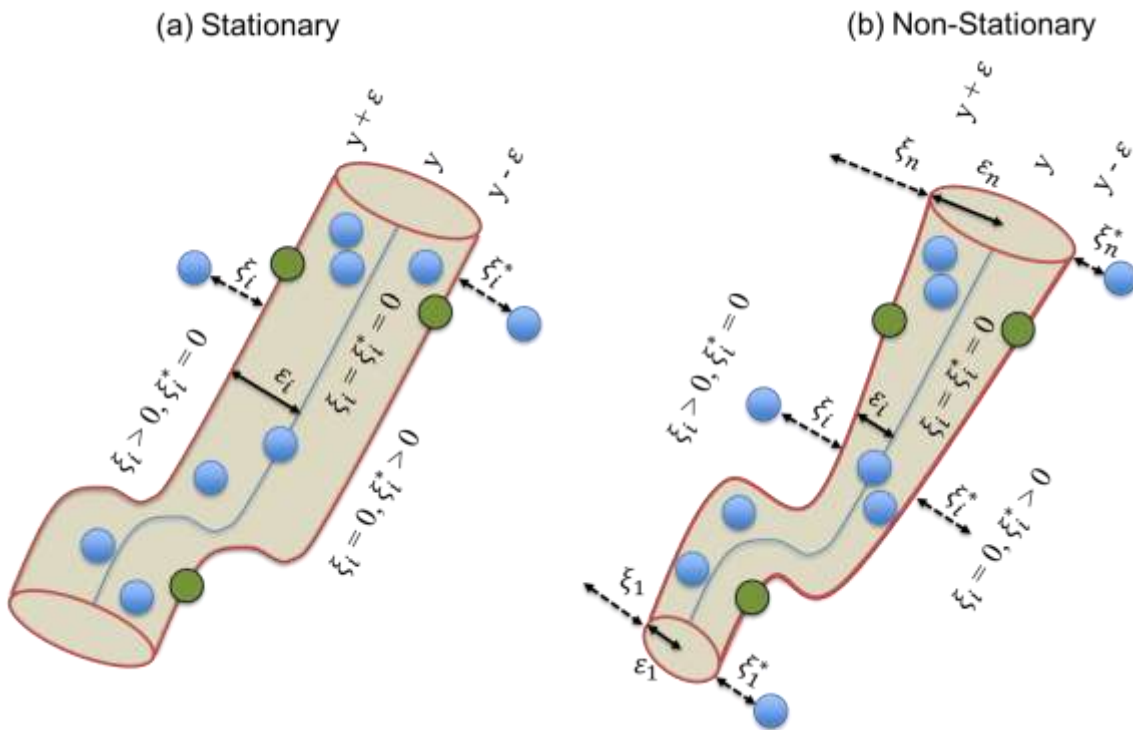 (a) Stationary
(b) Non-Stationary
y + ε
y
y - ε
ξᵢ
ξᵢ*
εᵢ
ξᵢ > 0, ξᵢ* = 0
ξᵢ = ξᵢ* = 0
ξᵢ = 0, ξᵢ* > 0
y + ε
y
y - ε
ξₙ
εₙ
ξₙ*
ξᵢ > 0, ξᵢ* = 0
ξᵢ
εᵢ
ξᵢ = ξᵢ* = 0
ξᵢ*
ξᵢ = 0, ξᵢ* > 0
ξ₁
ε₁
ξ₁*